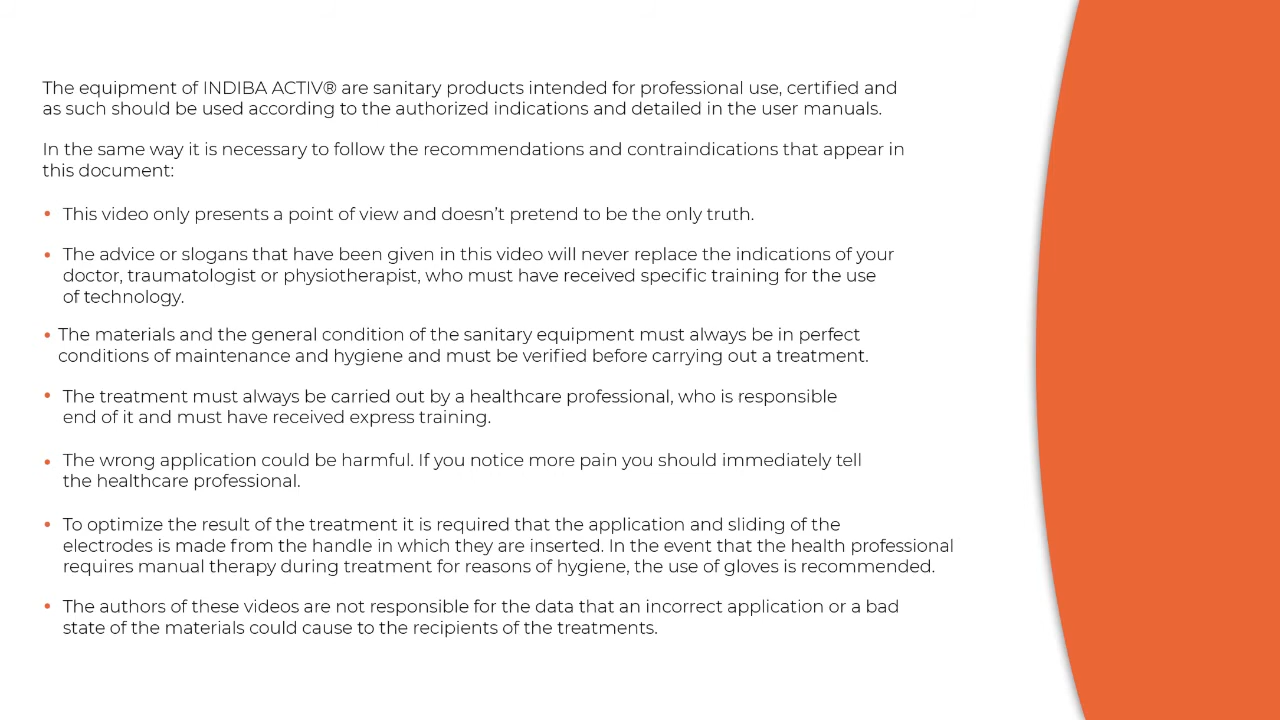 The equipment of INDIBA ACTIV® are sanitary products intended for professional use, certified and
as such should be used according to the authorized indications and detailed in the user manuals.
In the same way it is necessary to follow the recommendations and contraindications that appear in
this document:
• This video only presents a point of view and doesn't pretend to be the only truth.
• The advice or slogans that have been given in this video will never replace the indications of your
doctor, traumatologist or physiotherapist, who must have received specific training for the use
of technology.
• The materials and the general condition of the sanitary equipment must always be in perfect
conditions of maintenance and hygiene and must be verified before carrying out a treatment.
• The treatment must always be carried out by a healthcare professional, who is responsible
end of it and must have received express training.
• The wrong application could be harmful. If you notice more pain you should immediately tell
the healthcare professional.
• To optimize the result of the treatment it is required that the application and sliding of the
electrodes is made from the handle in which they are inserted. In the event that the health professional
requires manual therapy during treatment for reasons of hygiene, the use of gloves is recommended.
• The authors of these videos are not responsible for the data that an incorrect application or a bad
state of the materials could cause to the recipients of the treatments.